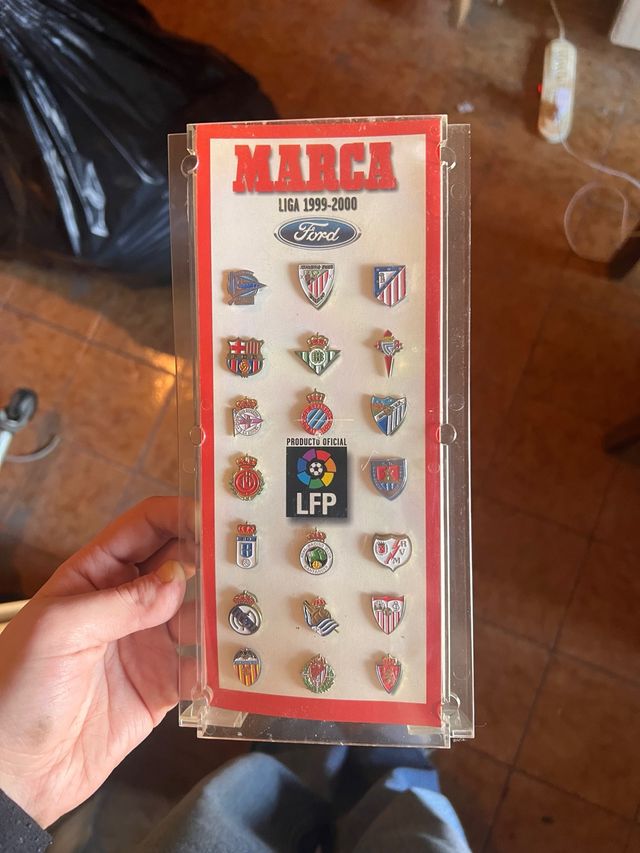 MARCA
LIGA 1999-2000
Ford
PRODUCTO OFICIAL
LFP